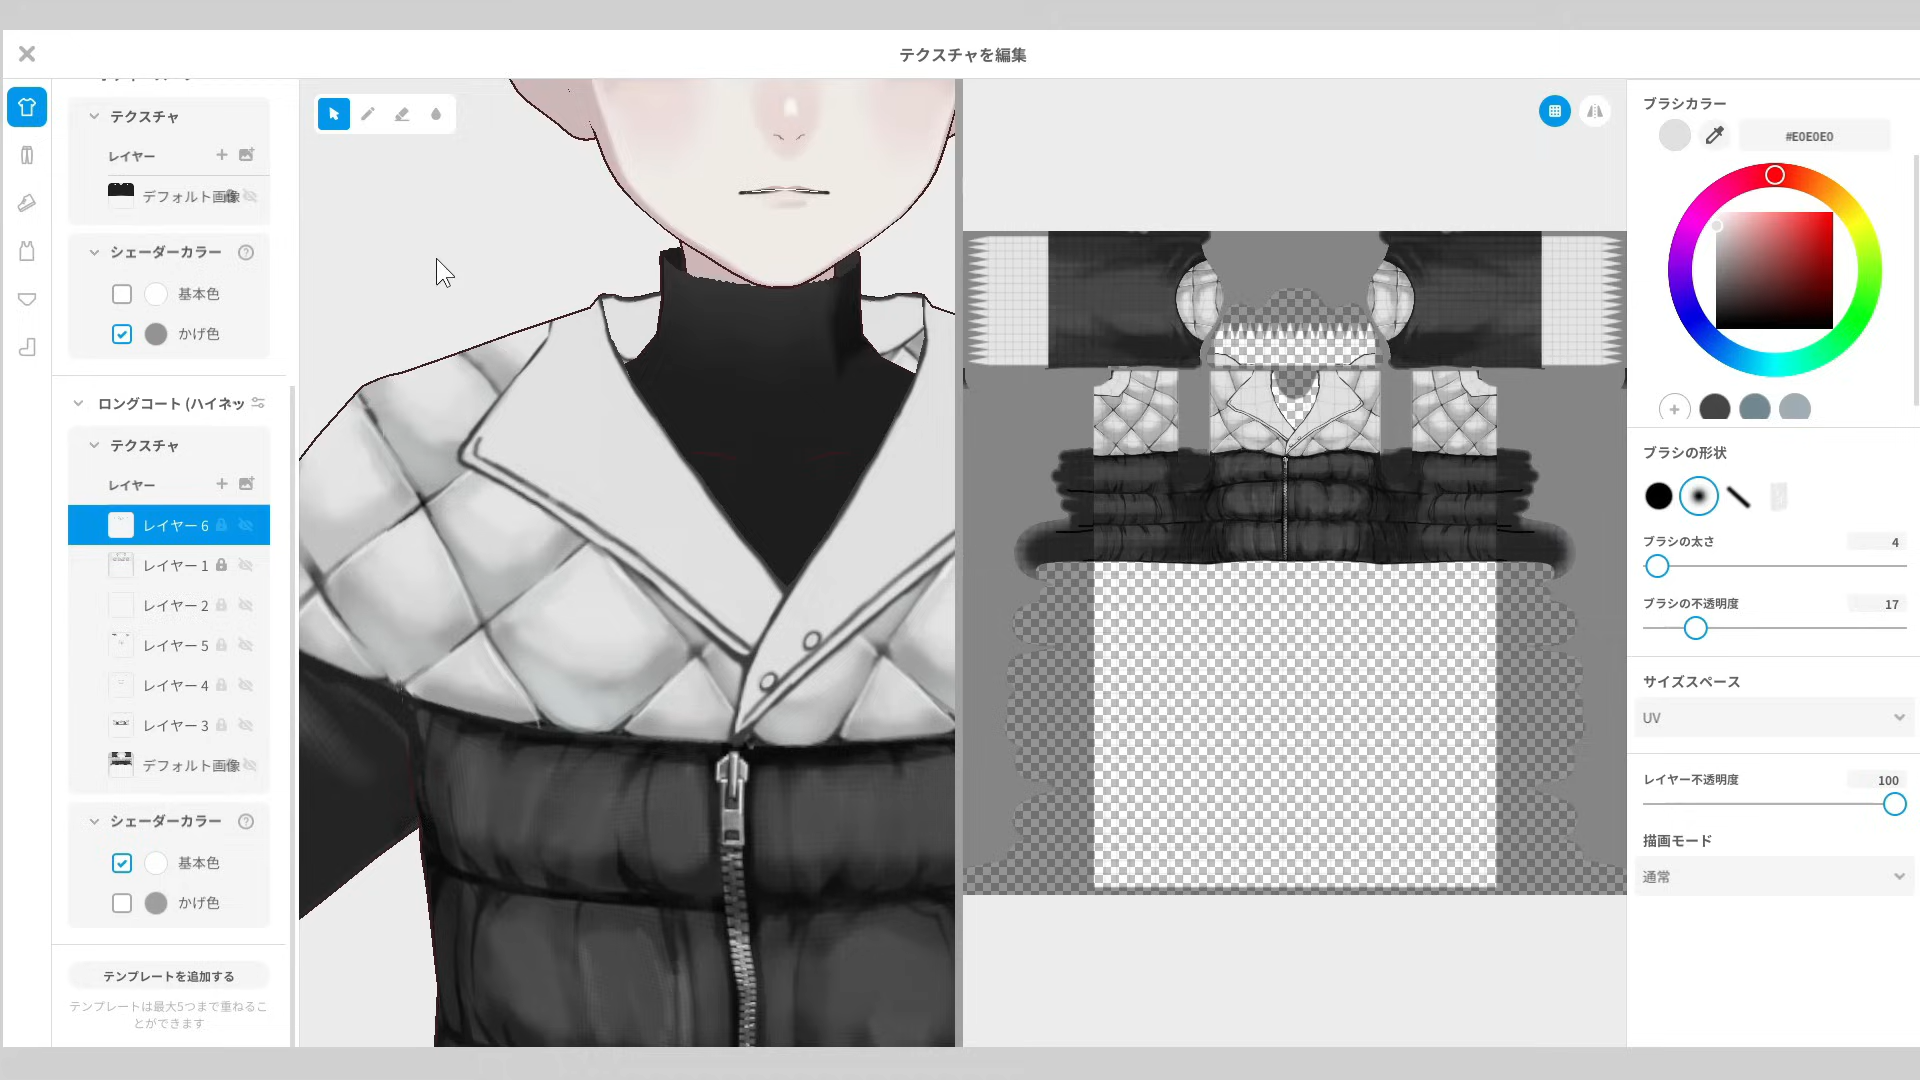 テクスチャを編集
テクスチャ
レイヤー
デフォルト画像
シェーダーカラー
基本色
かげ色
ロングコート (ハイネッ
テクスチャ
レイヤー
レイヤー 6
レイヤー 1
レイヤー 2
レイヤー 5
レイヤー 4
レイヤー 3
デフォルト画像
シェーダーカラー
基本色
かげ色
テンプレートを追加する
テンプレートは最大5つまで重ねるこ
とができます
ブラシカラー
#E0E0E0
ブラシの形状
ブラシの太さ 4
ブラシの不透明度 17
サイズスペース
UV
レイヤー不透明度 100
描画モード
通常